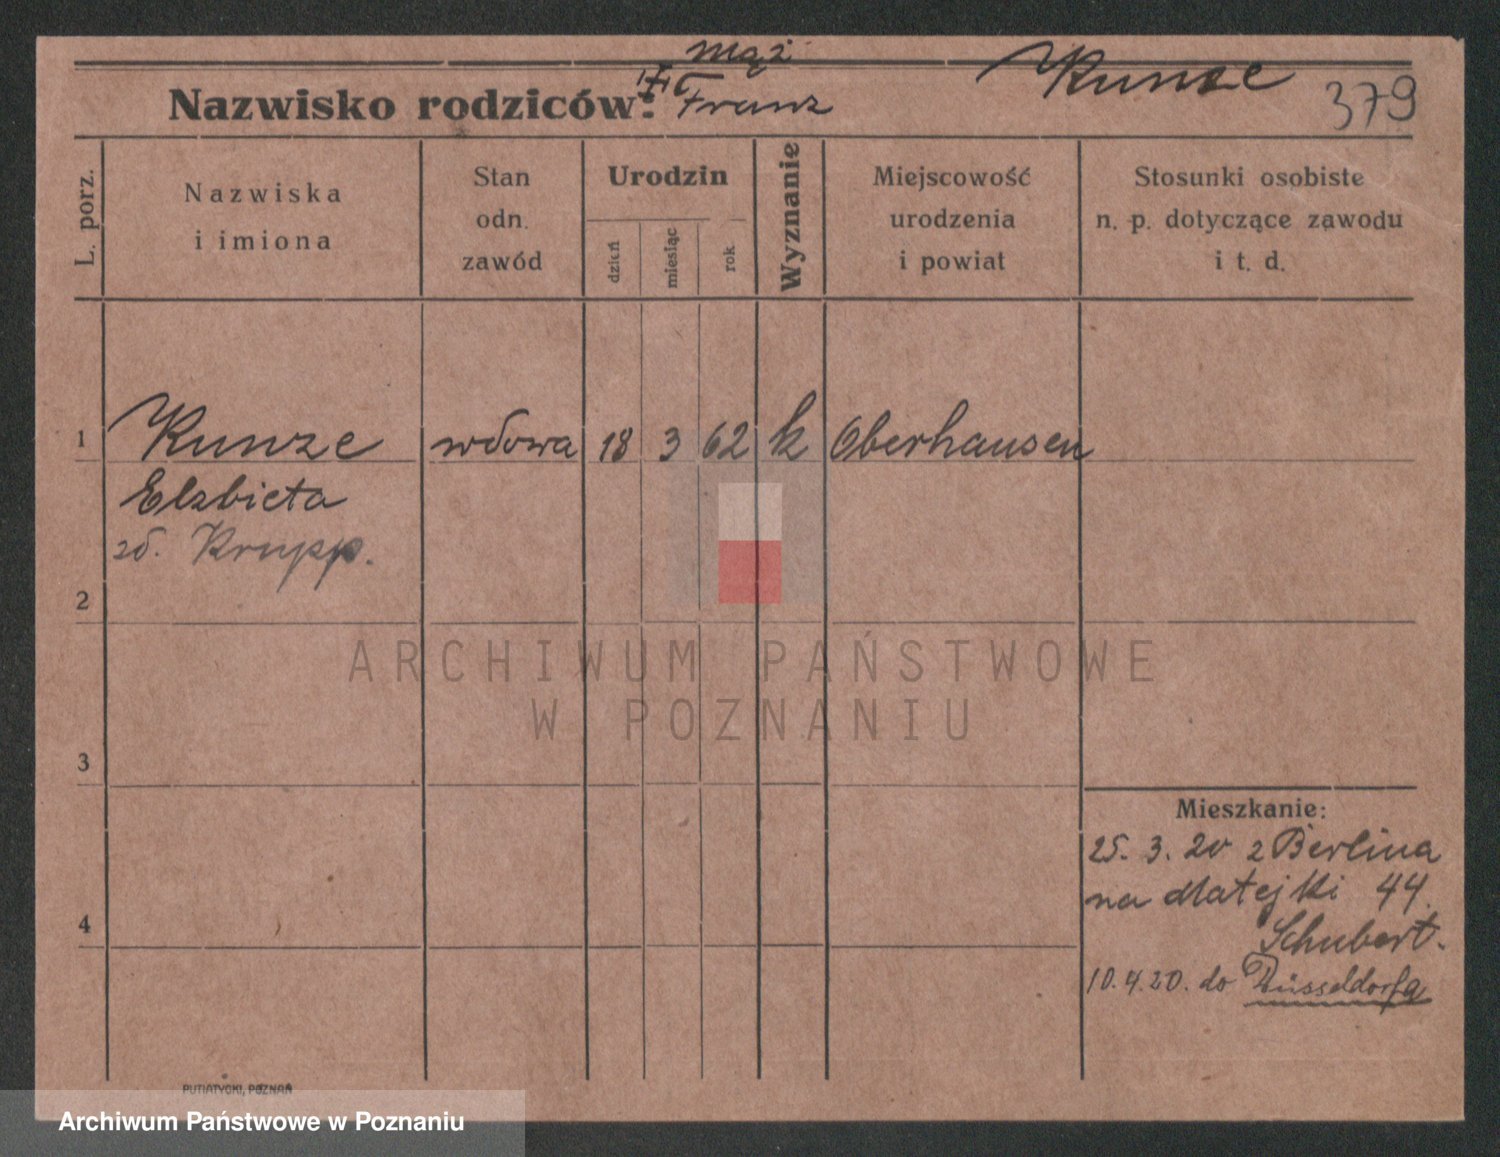 mąż
Kunze
379
Nazwisko rodziców: Franz
L. porz.
Nazwiska
i imiona
Stan
odn.
zawód
Urodzin
dzień
miesiąc
rok
Wyznanie
Miejscowość
urodzenia
i powiat
Stosunki osobiste
n. p. dotyczące zawodu
i t. d.
1 Kunze wdowa 18 3 62 k Oberhausen
Elzbieta
zd. Krupp.
2
ARCHIWUM PAŃSTWOWE
W POZNANIU
3
Mieszkanie:
25. 3. 20 z Berlina
na Matejki 44.
Schubert.
4
10.4.20. do Düsseldorfa
PUTIATYCKI, POZNAŃ
Archiwum Państwowe w Poznaniu